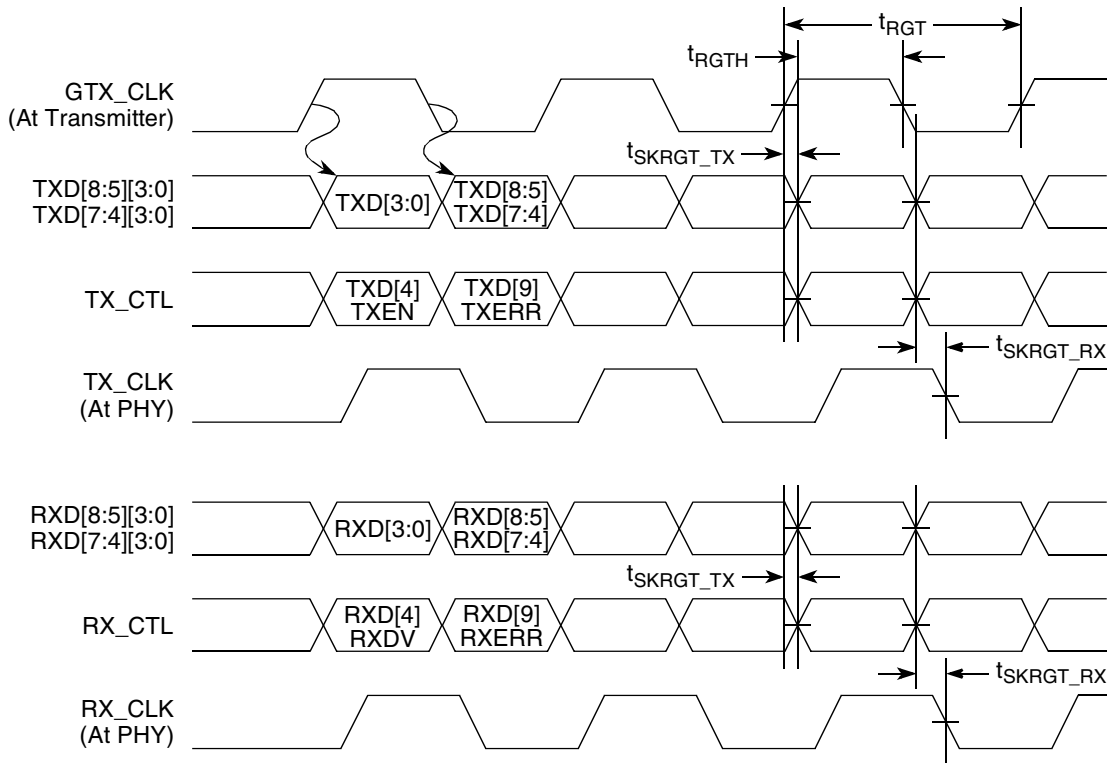 tRGT
tRGTH
GTX_CLK
(At Transmitter)
tSKRGT_TX
TXD[8:5][3:0]
TXD[7:4][3:0]
TXD[3:0]
TXD[8:5]
TXD[7:4]
TX_CTL
TXD[4]
TXEN
TXD[9]
TXERR
tSKRGT_RX
TX_CLK
(At PHY)
RXD[8:5][3:0]
RXD[7:4][3:0]
RXD[3:0]
RXD[8:5]
RXD[7:4]
tSKRGT_TX
RX_CTL
RXD[4]
RXDV
RXD[9]
RXERR
tSKRGT_RX
RX_CLK
(At PHY)